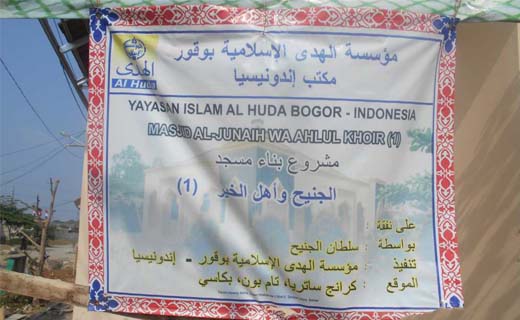 مؤسسة الهدى الإسلامية بوقور
مكتب إندونيسيا
الهدى
Al Huda
YAYASAN ISLAM AL HUDA BOGOR - INDONESIA
MASJID AL-JUNAIH WA AHLUL KHOIR (1)
مشروع بناء مسجد
الجنيح وأهل الخير (1)
على نفقة :
بواسطة : سلطان الجنيح
تنفيذ : مؤسسة الهدى الإسلامية بوقور - إندونيسيا
الموقع : كرانج ساتريا، تام بون، بكاسي